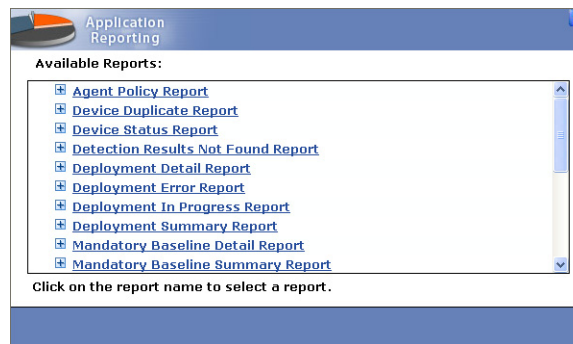 Application
Reporting
Available Reports:
Agent Policy Report
Device Duplicate Report
Device Status Report
Detection Results Not Found Report
Deployment Detail Report
Deployment Error Report
Deployment In Progress Report
Deployment Summary Report
Mandatory Baseline Detail Report
Mandatory Baseline Summary Report
Click on the report name to select a report.